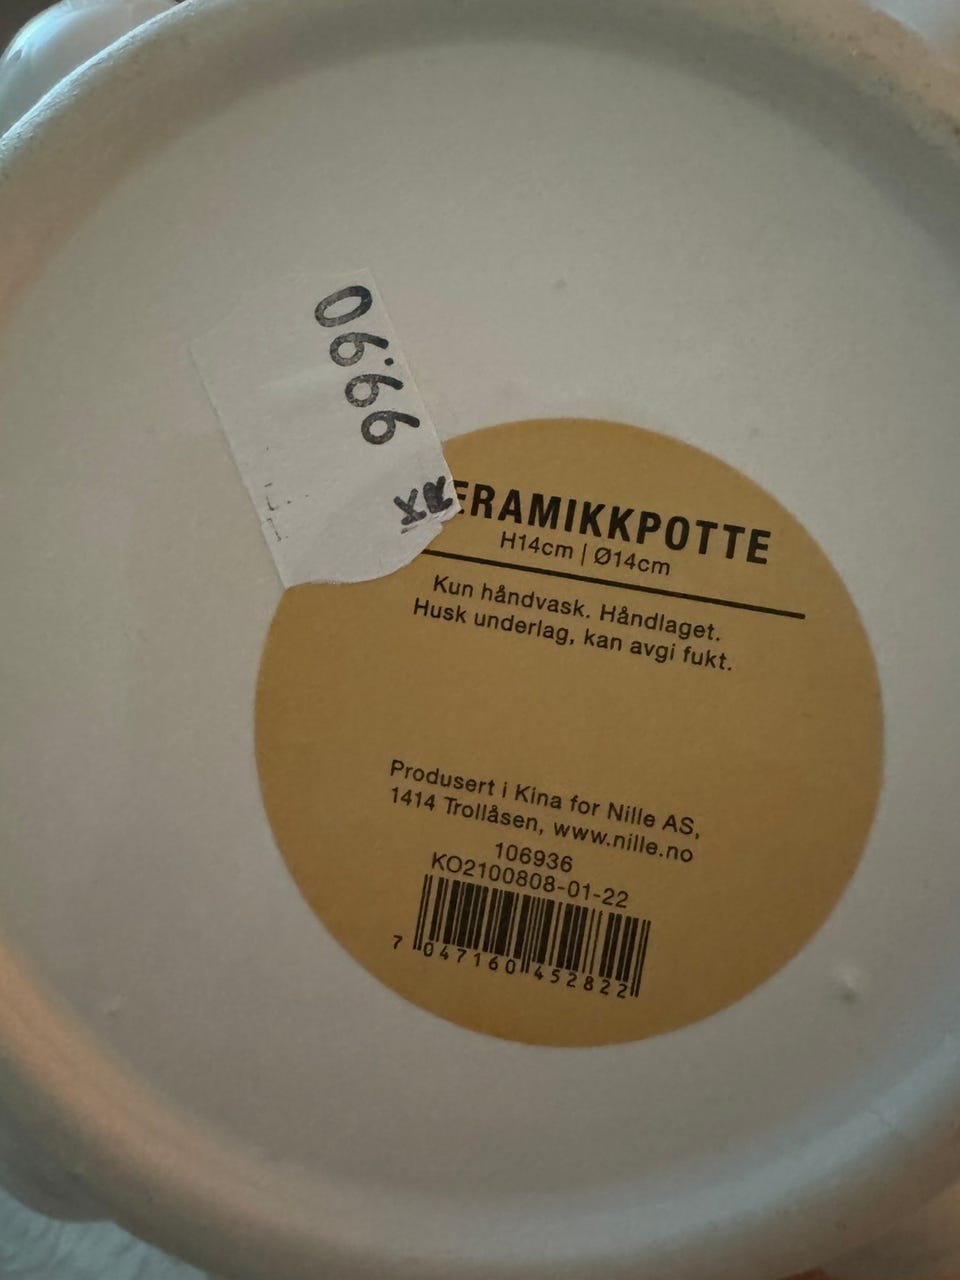 KR 99.90
ERAMIKKPOTTE
H14cm | Ø14cm
Kun håndvask. Håndlaget.
Husk underlag, kan avgi fukt.
Produsert i Kina for Nille AS,
1414 Trollåsen, www.nille.no
106936
KO2100808-01-22
7 047160 452822